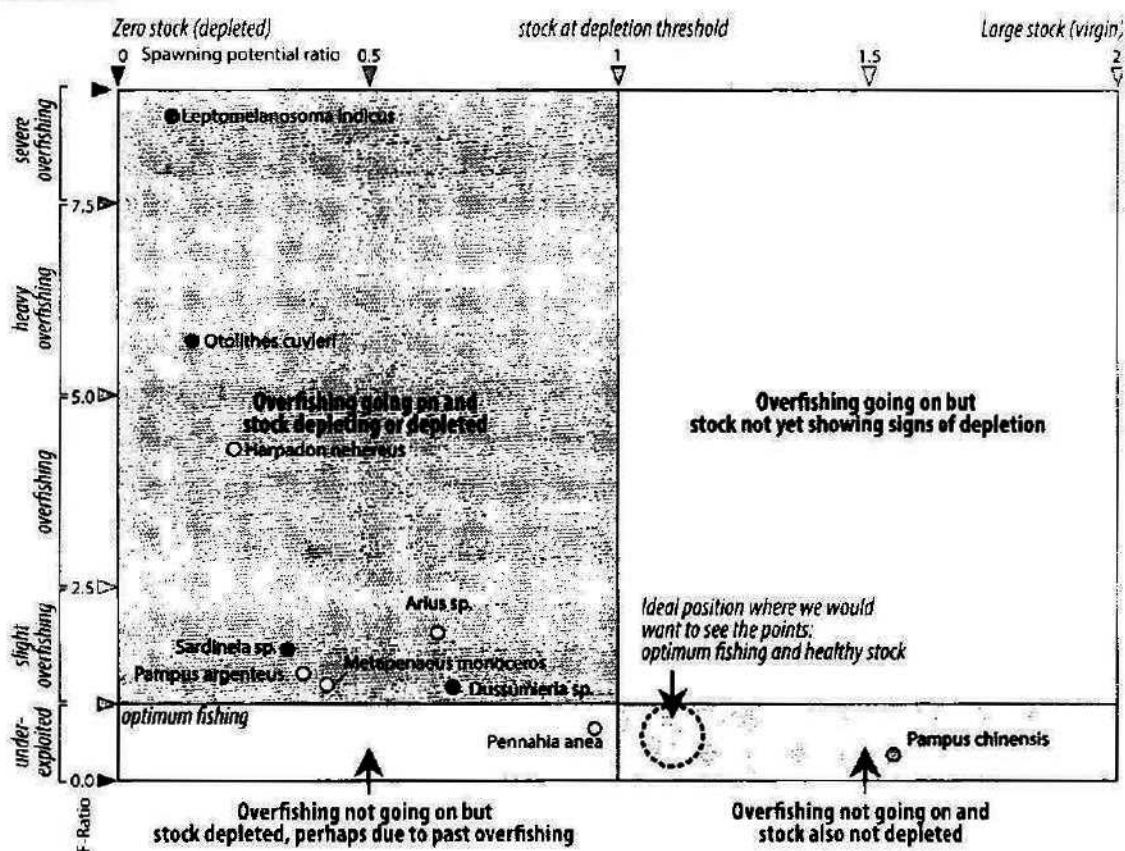 Zero stock (depleted) stock at depletion threshold Large stock (virgin)
0 Spawning potential ratio 0.5 1 1.5 2
severe
overfishing
Leptomelanosoma indicus
7.5
heavy
overfishing
Otolithes cuvieri
5.0
Overfishing going on and
stock depleting or depleted
Overfishing going on but
stock not yet showing signs of depletion
Harpadon nehereus
overfishing
2.5
Arius sp.
Ideal position where we would
want to see the points:
optimum fishing and healthy stock
slight
overfishing
Sardinela sp.
Metapenaeus monoceros
Pampus argenteus
Dussumieria sp.
optimum fishing
under-
exploited
Pennahia anea
Pampus chinensis
0.0
F-Ratio
Overfishing not going on but
stock depleted, perhaps due to past overfishing
Overfishing not going on and
stock also not depleted